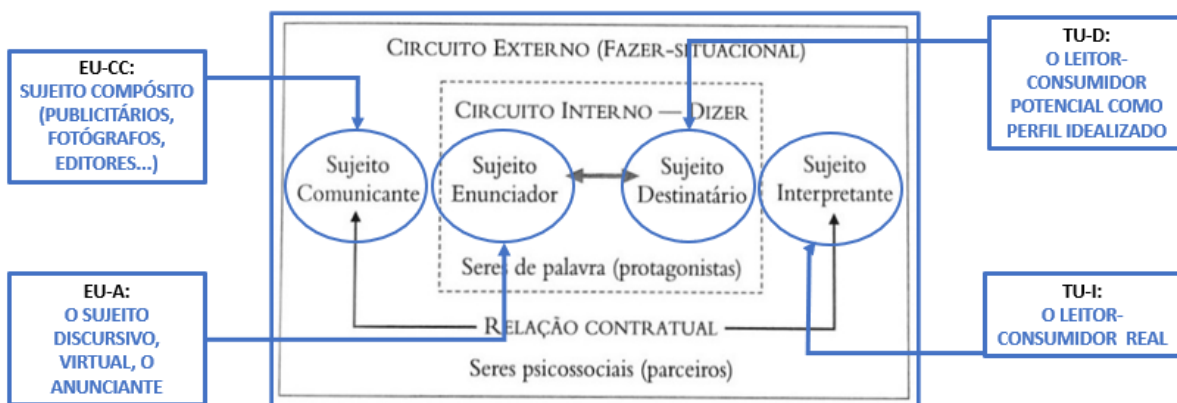 EU-CC:
SUJEITO COMPÓSITO
(PUBLICITÁRIOS,
FOTÓGRAFOS,
EDITORES...)
EU-A:
O SUJEITO
DISCURSIVO,
VIRTUAL, O
ANUNCIANTE
CIRCUITO EXTERNO (FAZER-SITUACIONAL)
CIRCUITO INTERNO — DIZER
Sujeito
Comunicante
Sujeito
Enunciador
Sujeito
Destinatário
Sujeito
Interpretante
Seres de palavra (protagonistas)
RELAÇÃO CONTRATUAL
Seres psicossociais (parceiros)
TU-D:
O LEITOR-
CONSUMIDOR
POTENCIAL COMO
PERFIL IDEALIZADO
TU-I:
O LEITOR-
CONSUMIDOR REAL